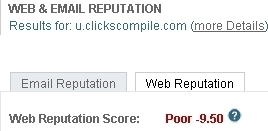 WEB & EMAIL REPUTATION
Results for: u.clickscompile.com (more Details)
Email Reputation Web Reputation
Web Reputation Score: Poor -9.50 ?